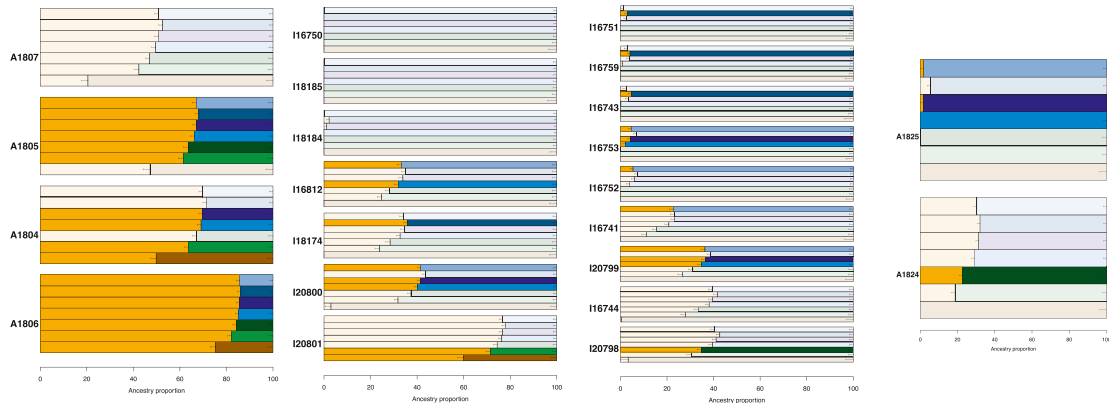 A1807
A1805
A1804
A1806
0 20 40 60 80 100
Ancestry proportion
I16750
I18185
I18184
I16812
I18174
I20800
I20801
0 20 40 60 80 100
Ancestry proportion
I16751
I16759
I16743
I16753
I16752
I16741
I20799
I16744
I20798
0 20 40 60 80 100
Ancestry proportion
A1825
A1824
0 20 40 60 80 100
Ancestry proportion